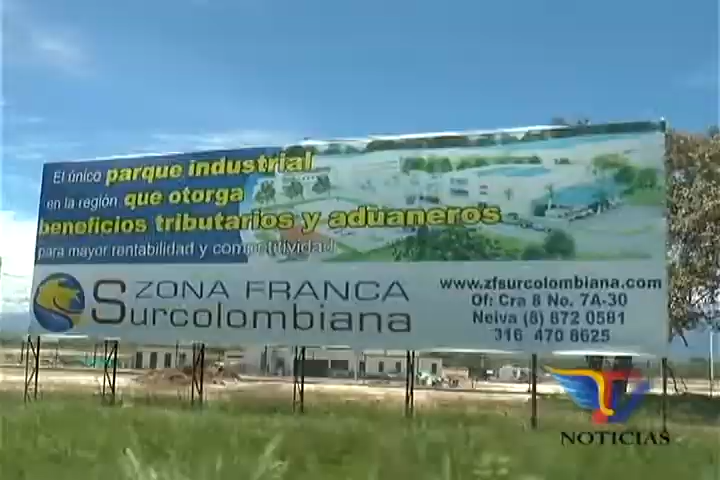 El único parque industrial
en la región que otorga
beneficios tributarios y aduaneros
para mayor rentabilidad y competitividad
ZONA FRANCA
Surcolombiana
www.zfsurcolombiana.com
Of: Cra 8 No. 7A-30
Neiva (8) 872 0581
316 470 8625
NOTICIAS